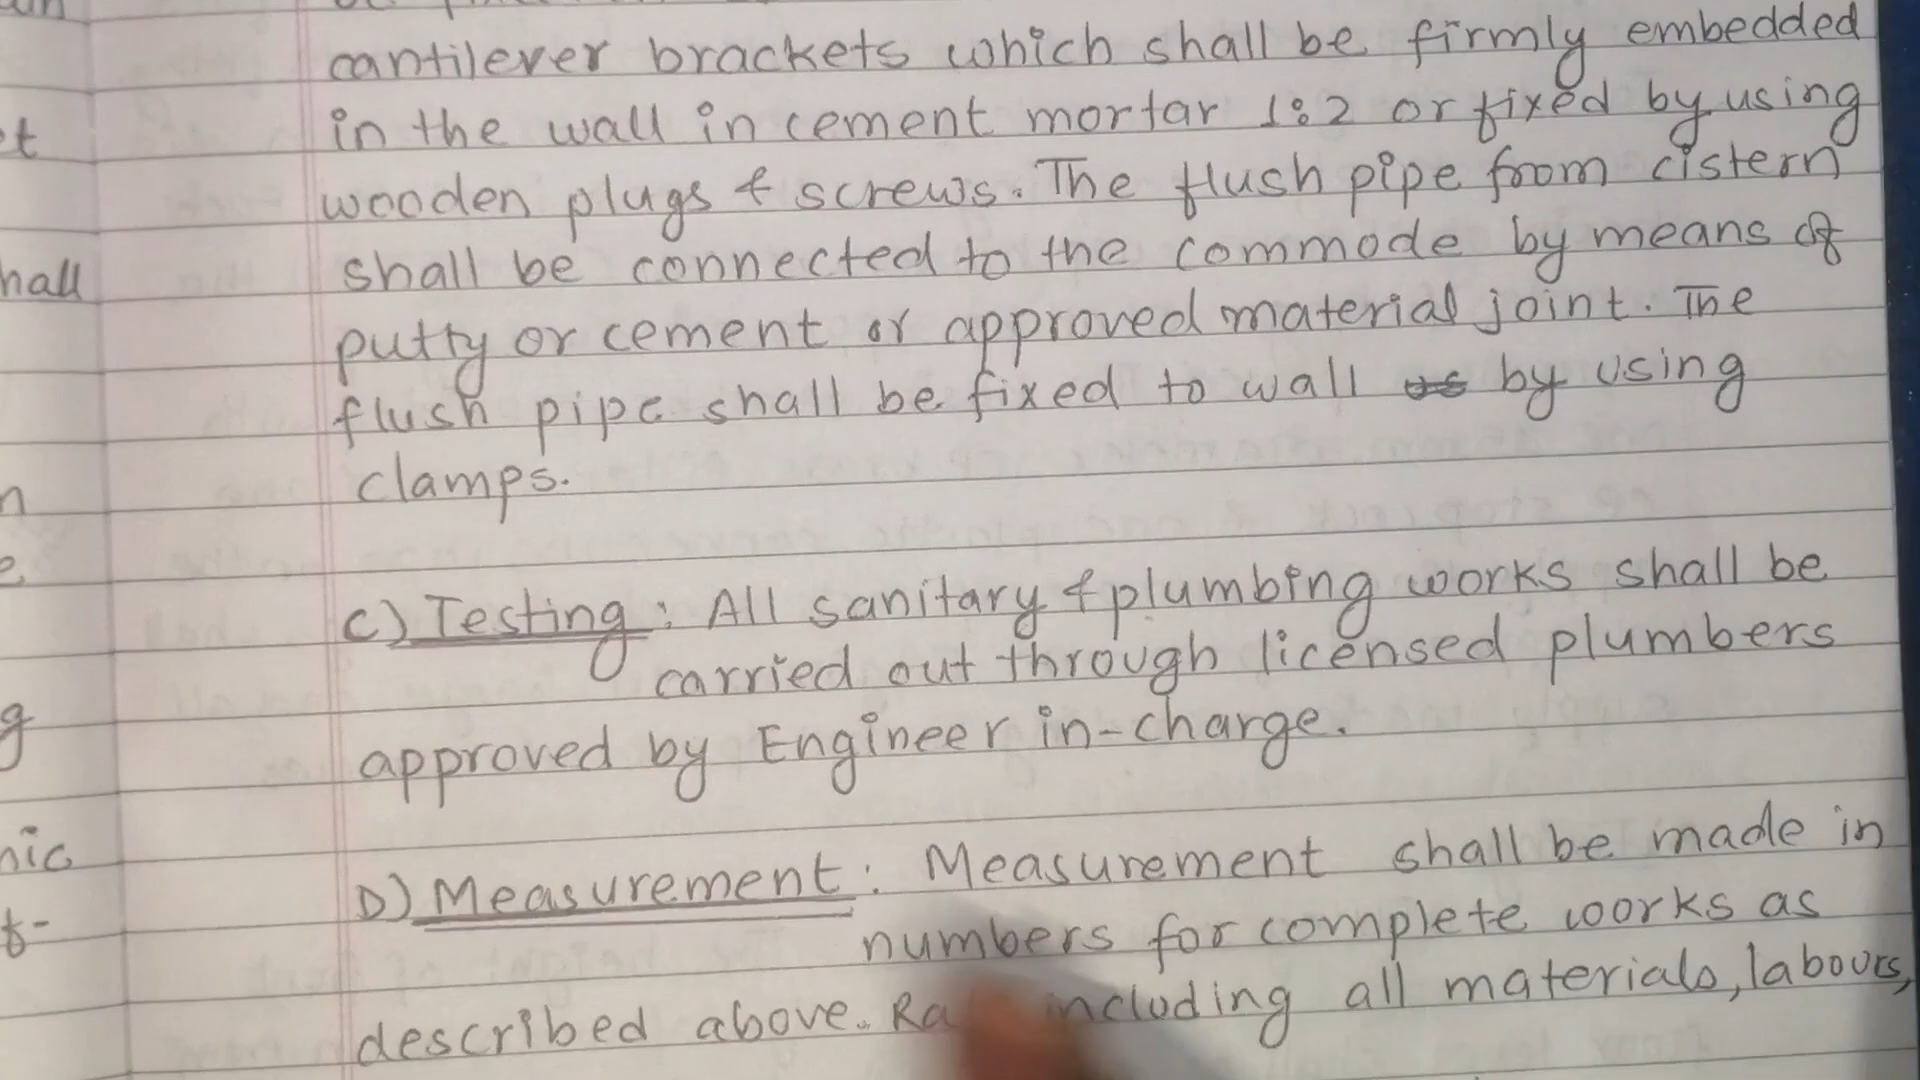 cantilever brackets which shall be firmly embedded
in the wall in cement mortar 1:2 or fixed by using
wooden plugs & screws. The flush pipe from cistern
shall be connected to the commode by means of
putty or cement or approved material joint. The
flush pipe shall be fixed to wall by using
clamps.
C) Testing : All sanitary & plumbing works shall be
carried out through licensed plumbers
approved by Engineer in-charge.
D) Measurement : Measurement shall be made in
numbers for complete works as
described above. including all materials, labours,
hall